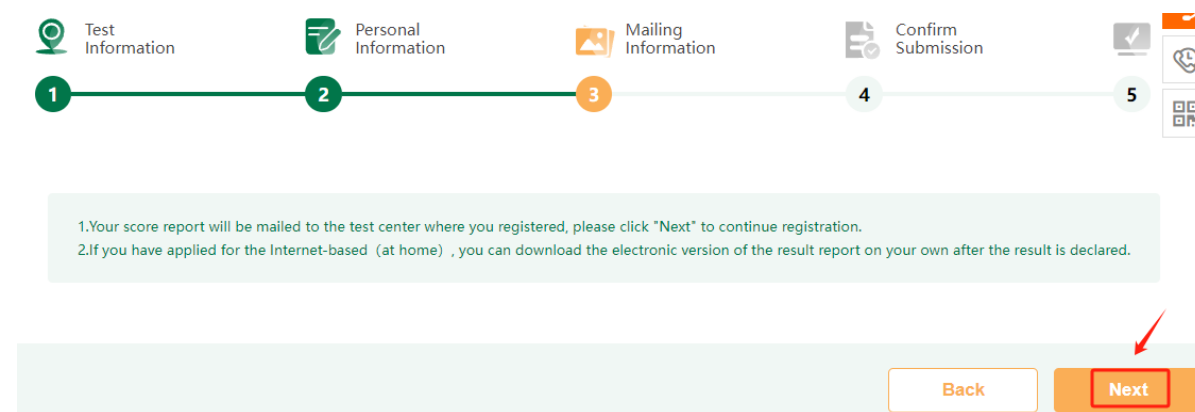 Test
Information
Personal
Information
Mailing
Information
Confirm
Submission
1
2
3
4
5
1.Your score report will be mailed to the test center where you registered, please click "Next" to continue registration.
2.If you have applied for the Internet-based（at home）, you can download the electronic version of the result report on your own after the result is declared.
Back
Next